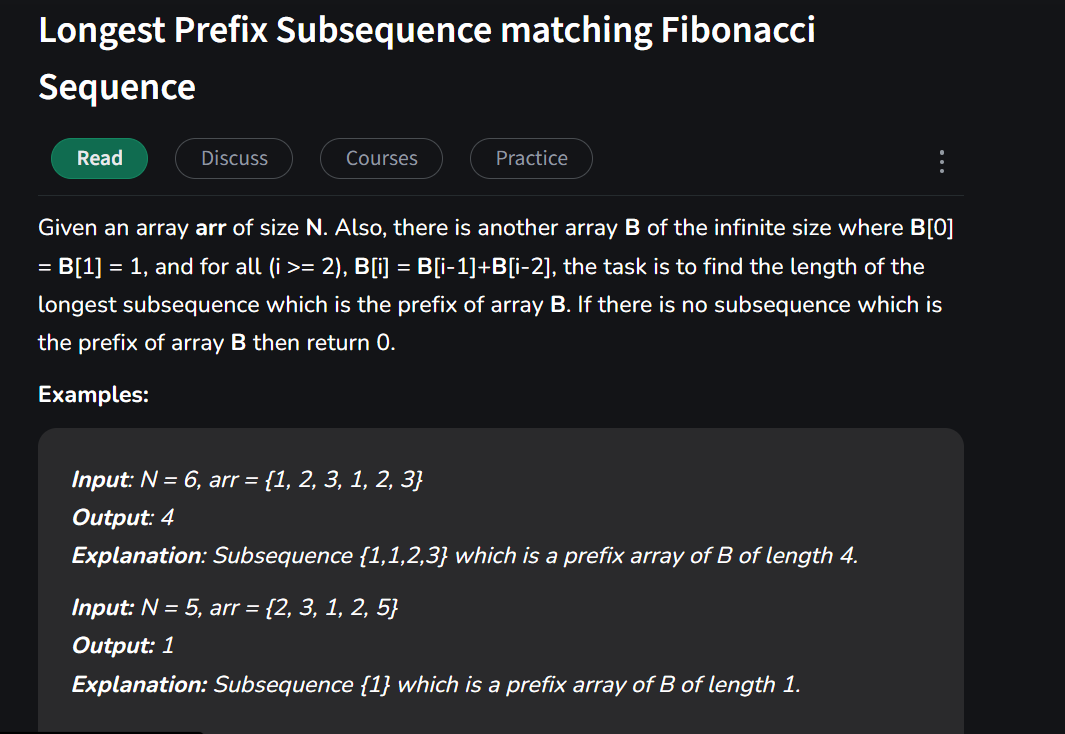 Longest Prefix Subsequence matching Fibonacci
Sequence
Read Discuss Courses Practice
Given an array arr of size N. Also, there is another array B of the infinite size where B[0]
= B[1] = 1, and for all (i >= 2), B[i] = B[i-1]+B[i-2], the task is to find the length of the
longest subsequence which is the prefix of array B. If there is no subsequence which is
the prefix of array B then return 0.
Examples:
Input: N = 6, arr = {1, 2, 3, 1, 2, 3}
Output: 4
Explanation: Subsequence {1,1,2,3} which is a prefix array of B of length 4.
Input: N = 5, arr = {2, 3, 1, 2, 5}
Output: 1
Explanation: Subsequence {1} which is a prefix array of B of length 1.